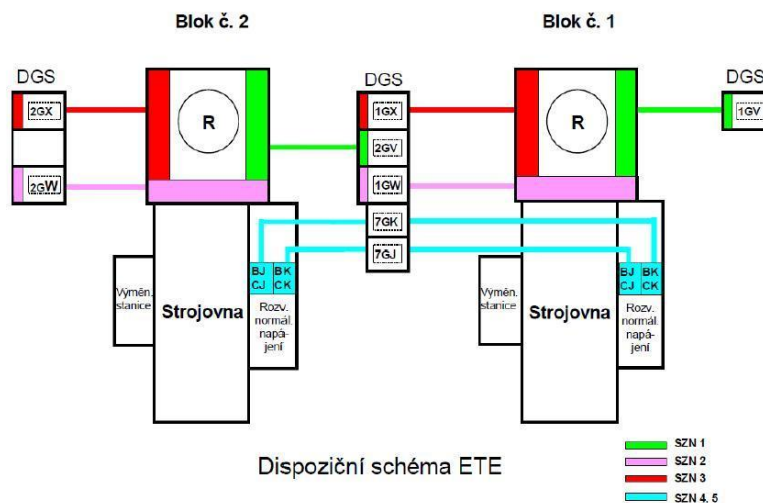 Blok č. 2
Blok č. 1
DGS
DGS
DGS
2GX
R
1GX
R
1GV
2GV
2GW
1GW
7GK
7GJ
BJ BK
CJ CK
BJ BK
CJ CK
Výměn.
stanice
Strojovna
Rozv.
normál.
napá-
jení
Výměn.
stanice
Strojovna
Rozv.
normál.
napá-
jení
Dispoziční schéma ETE
SZN 1
SZN 2
SZN 3
SZN 4. 5